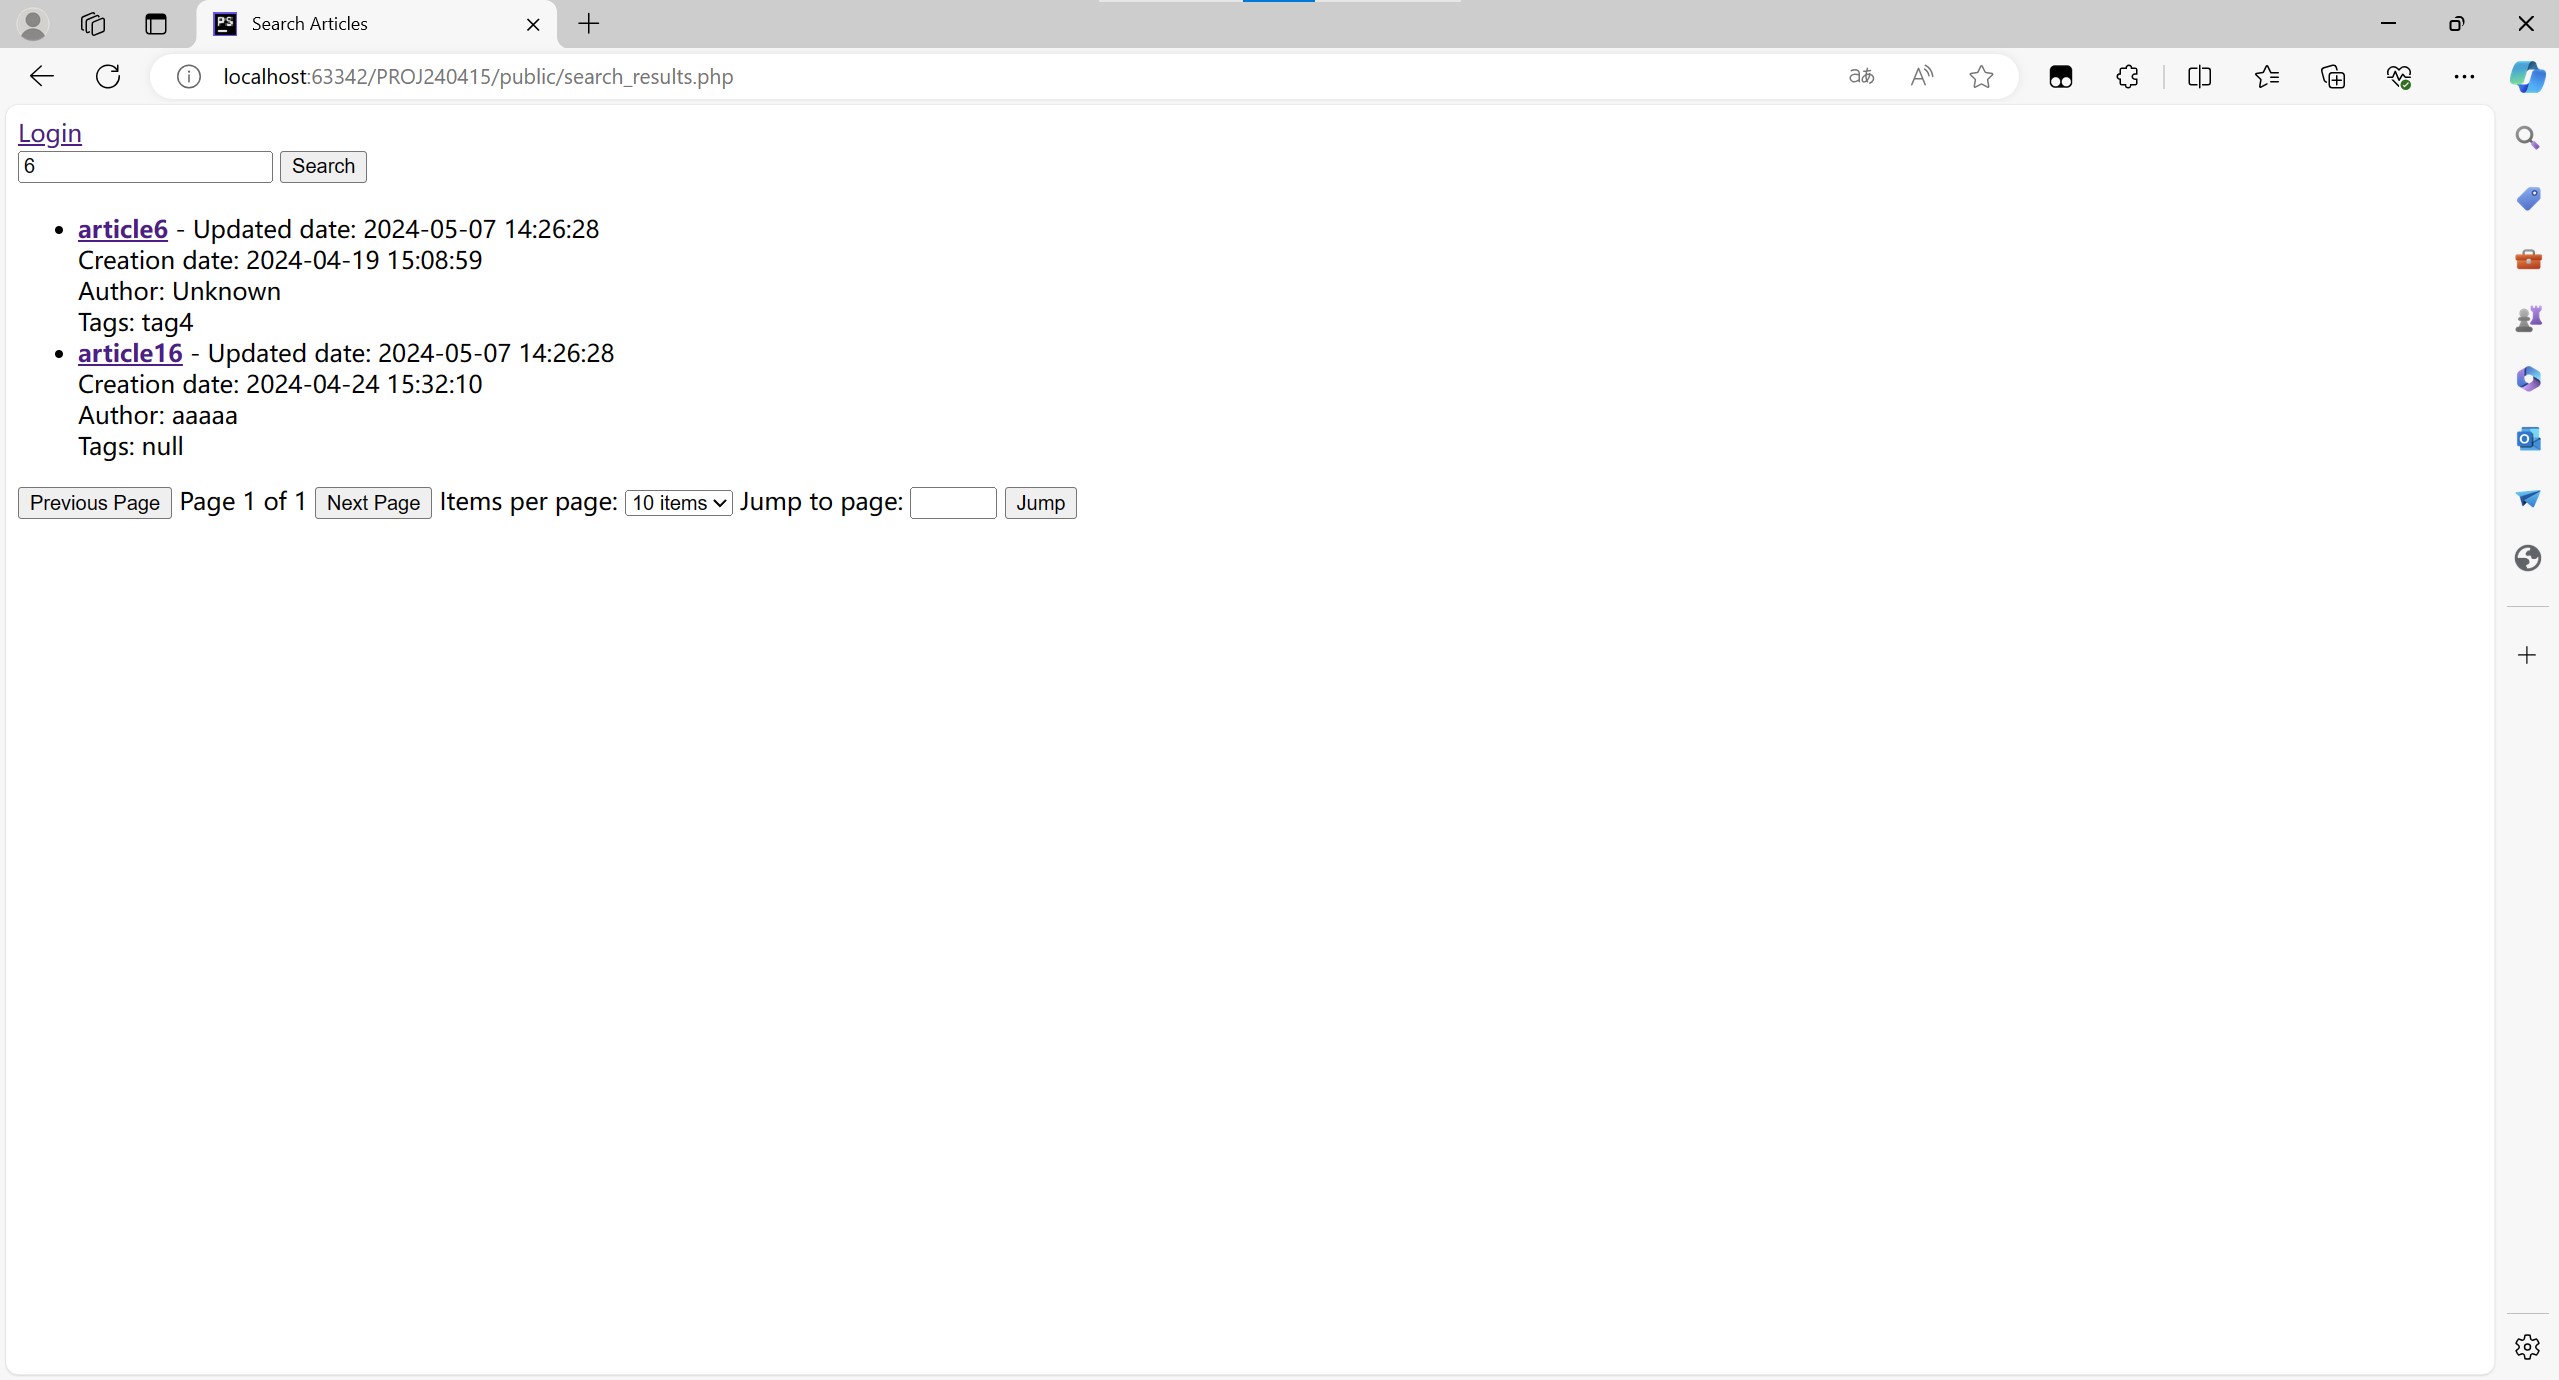 Search Articles
localhost:63342/PROJ240415/public/search_results.php
Login
6 Search
article6 - Updated date: 2024-05-07 14:26:28
Creation date: 2024-04-19 15:08:59
Author: Unknown
Tags: tag4
article16 - Updated date: 2024-05-07 14:26:28
Creation date: 2024-04-24 15:32:10
Author: aaaaa
Tags: null
Previous Page Page 1 of 1 Next Page Items per page: 10 items Jump to page: Jump